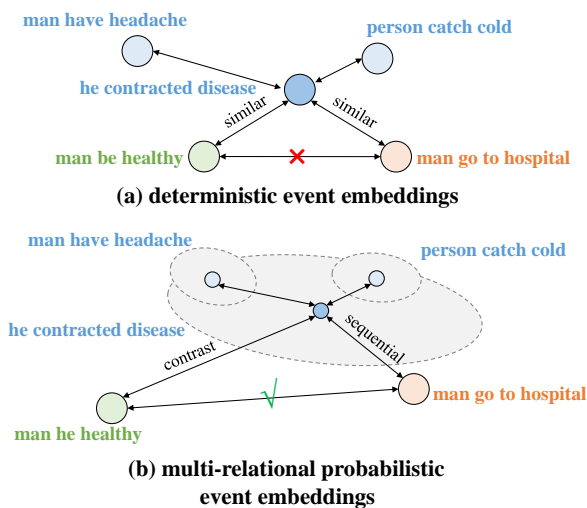 man have headache
person catch cold
he contracted disease
similar
similar
man be healthy
man go to hospital
(a) deterministic event embeddings
man have headache
person catch cold
he contracted disease
contrast
sequential
man go to hospital
man he healthy
(b) multi-relational probabilistic
event embeddings